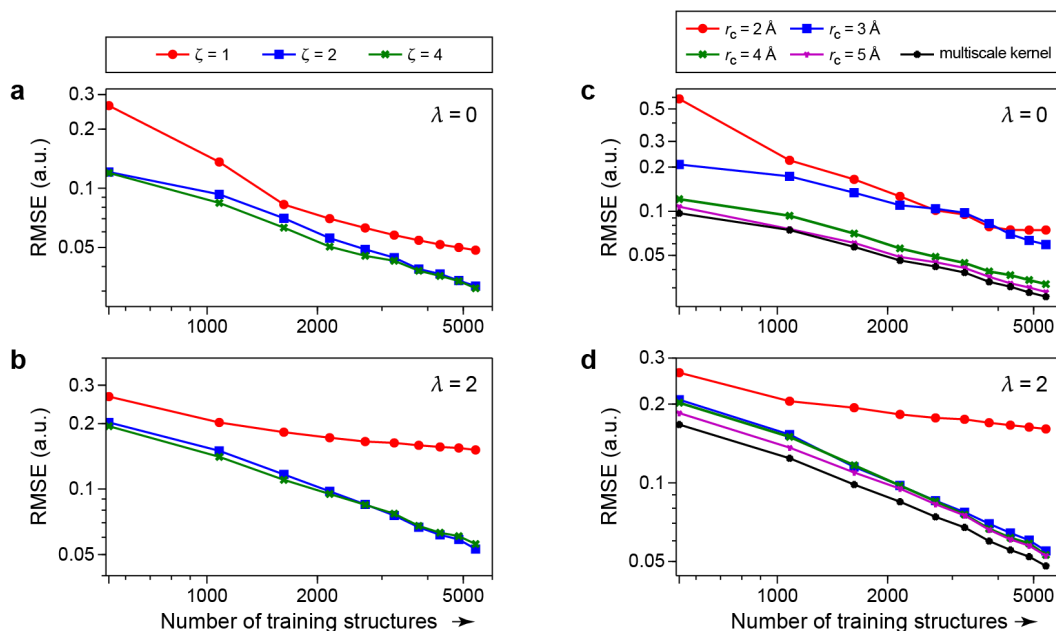 ζ = 1 ζ = 2 ζ = 4
a
λ = 0
0.3
0.2
0.1
0.05
RMSE (a.u.)
1000 2000 5000
b
λ = 2
0.3
0.2
0.1
0.05
RMSE (a.u.)
1000 2000 5000
Number of training structures →
r_c = 2 Å r_c = 3 Å
r_c = 4 Å r_c = 5 Å multiscale kernel
c
λ = 0
0.5
0.2
0.1
0.05
RMSE (a.u.)
1000 2000 5000
d
λ = 2
0.3
0.2
0.1
0.05
RMSE (a.u.)
1000 2000 5000
Number of training structures →